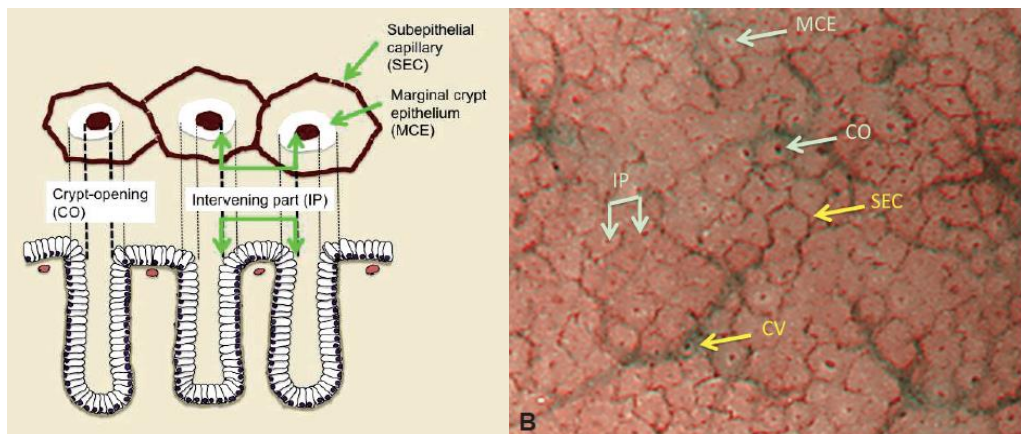 Subepithelial
capillary
(SEC)
Marginal crypt
epithelium
(MCE)
Crypt-opening
(CO)
Intervening part (IP)
MCE
CO
IP
SEC
CV
B